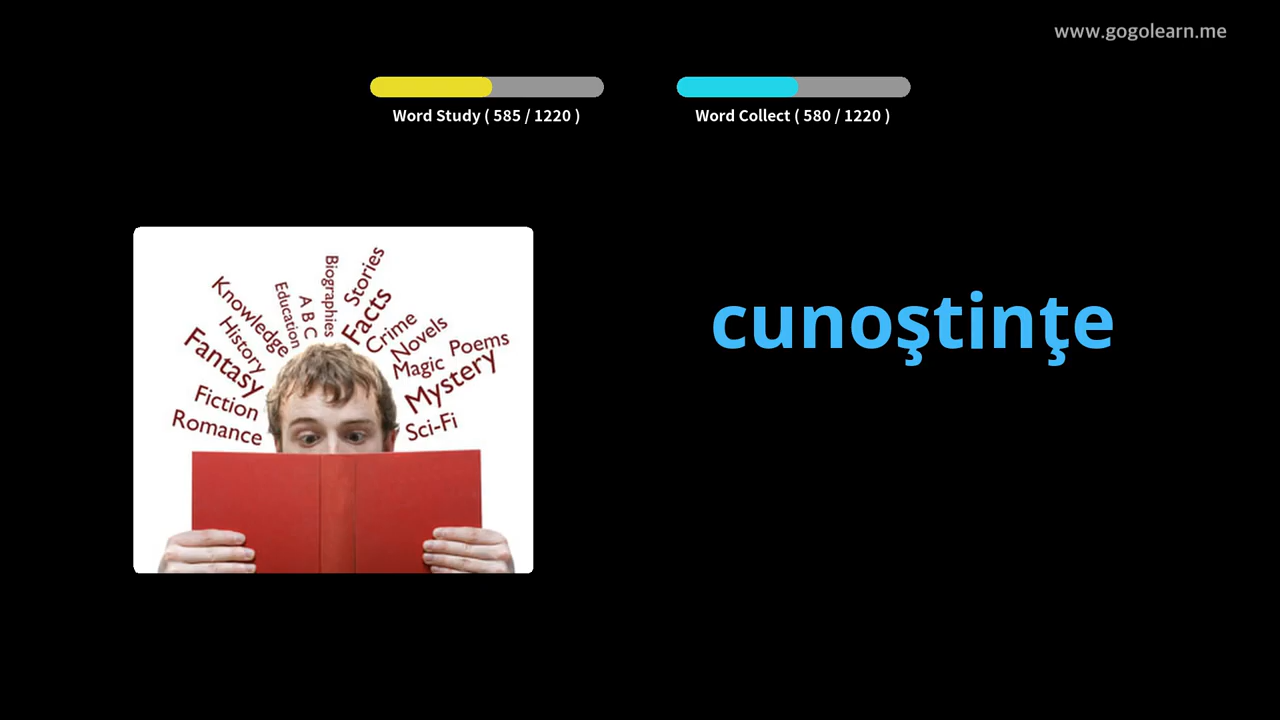 www.gogolearn.me
Word Study ( 585 / 1220 )
Word Collect ( 580 / 1220 )
cunoştinţe
Knowledge
History
Fantasy
Fiction
Romance
Education
A B C
Biographies
Stories
Facts
Crime
Novels
Magic
Poems
Mystery
Sci-Fi